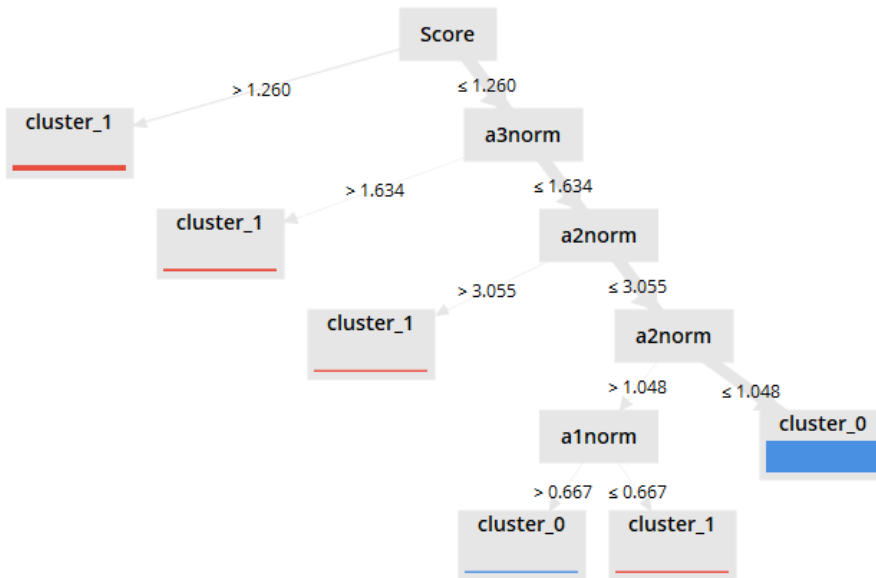 Score
> 1.260
≤ 1.260
cluster_1
a3norm
> 1.634
≤ 1.634
cluster_1
a2norm
> 3.055
≤ 3.055
cluster_1
a2norm
> 1.048
≤ 1.048
a1norm
cluster_0
> 0.667
≤ 0.667
cluster_0
cluster_1